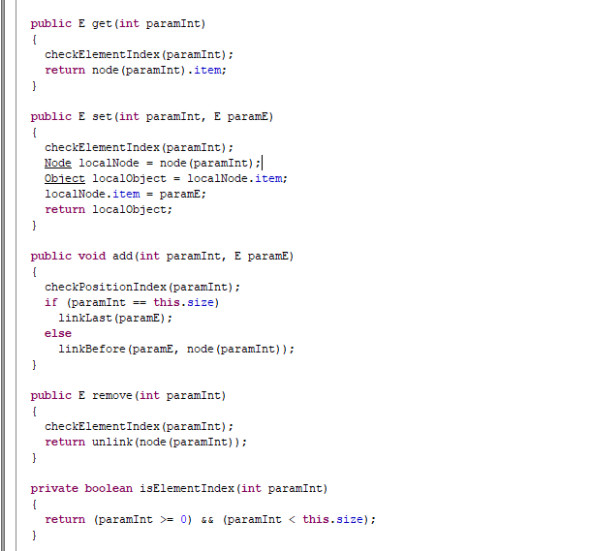 public E get(int paramInt)
{
checkElementIndex(paramInt);
return node(paramInt).item;
}
public E set(int paramInt, E paramE)
{
checkElementIndex(paramInt);
Node localNode = node(paramInt);
Object localObject = localNode.item;
localNode.item = paramE;
return localObject;
}
public void add(int paramInt, E paramE)
{
checkPositionIndex(paramInt);
if (paramInt == this.size)
linkLast(paramE);
else
linkBefore(paramE, node(paramInt));
}
public E remove(int paramInt)
{
checkElementIndex(paramInt);
return unlink(node(paramInt));
}
private boolean isElementIndex(int paramInt)
{
return (paramInt >= 0) && (paramInt < this.size);
}